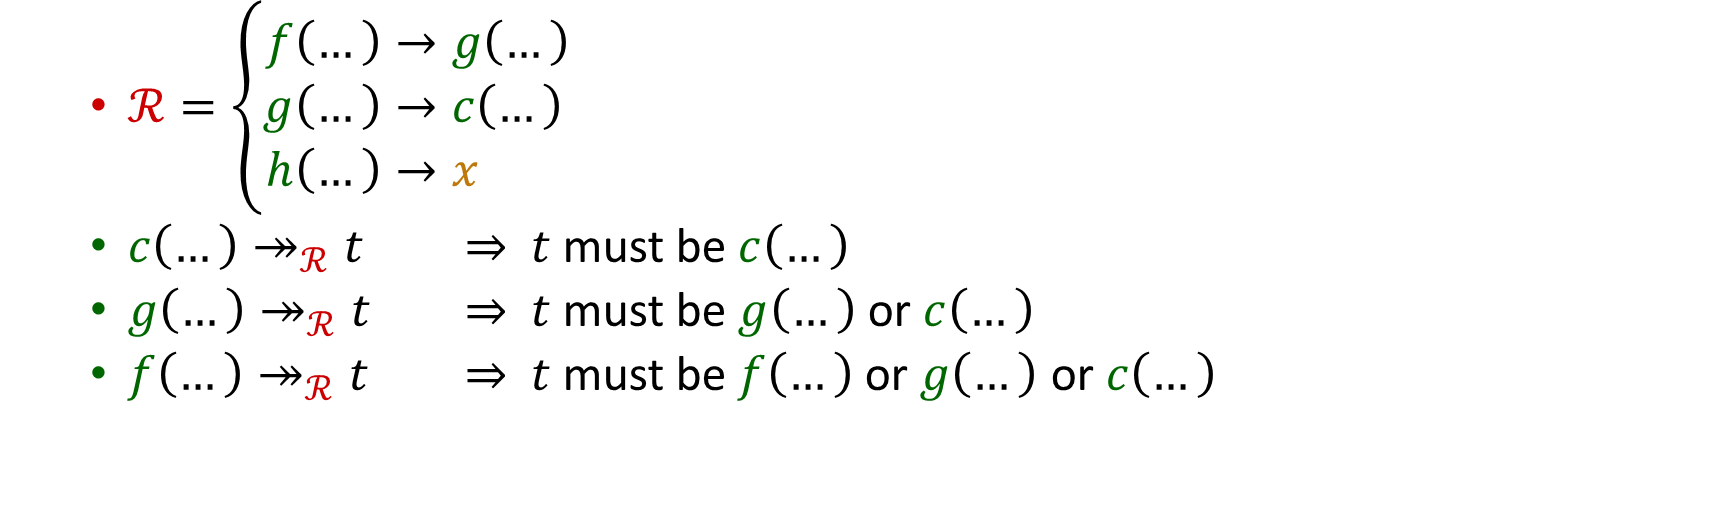 f(…) → g(…)
• ℛ = { g(…) → c(…)
h(…) → x
• c(…) ↠ℛ t ⇒ t must be c(…)
• g(…) ↠ℛ t ⇒ t must be g(…) or c(…)
• f(…) ↠ℛ t ⇒ t must be f(…) or g(…) or c(…)